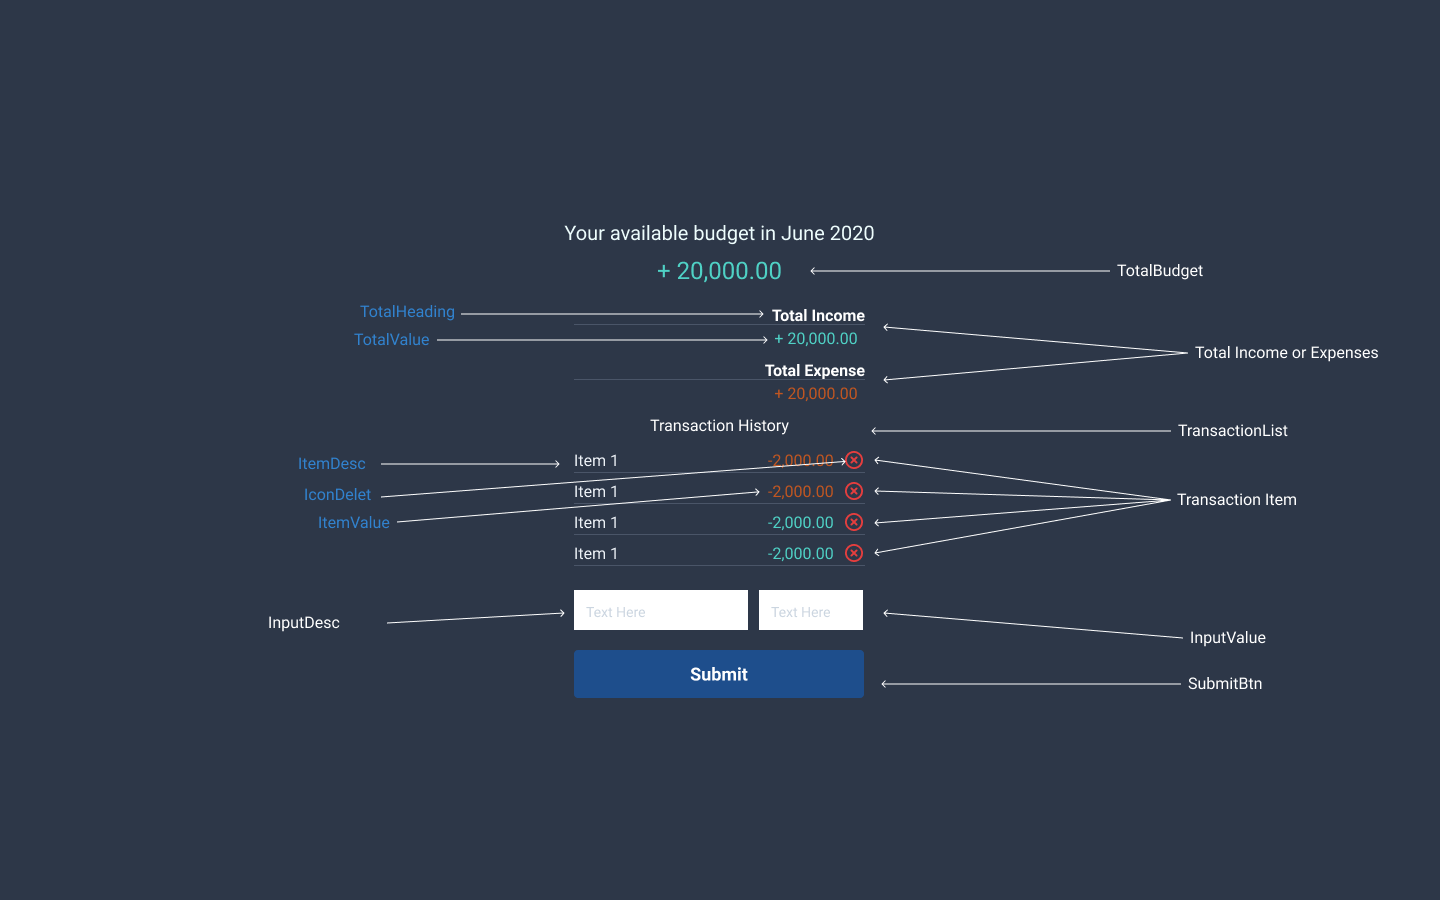 Your available budget in June 2020
+ 20,000.00
TotalBudget
TotalHeading
Total Income
TotalValue
+ 20,000.00
Total Income or Expenses
Total Expense
+ 20,000.00
Transaction History
TransactionList
ItemDesc
Item 1
-2,000.00
IconDelet
Item 1
-2,000.00
Transaction Item
ItemValue
Item 1
-2,000.00
Item 1
-2,000.00
InputDesc
Text Here
Text Here
InputValue
Submit
SubmitBtn